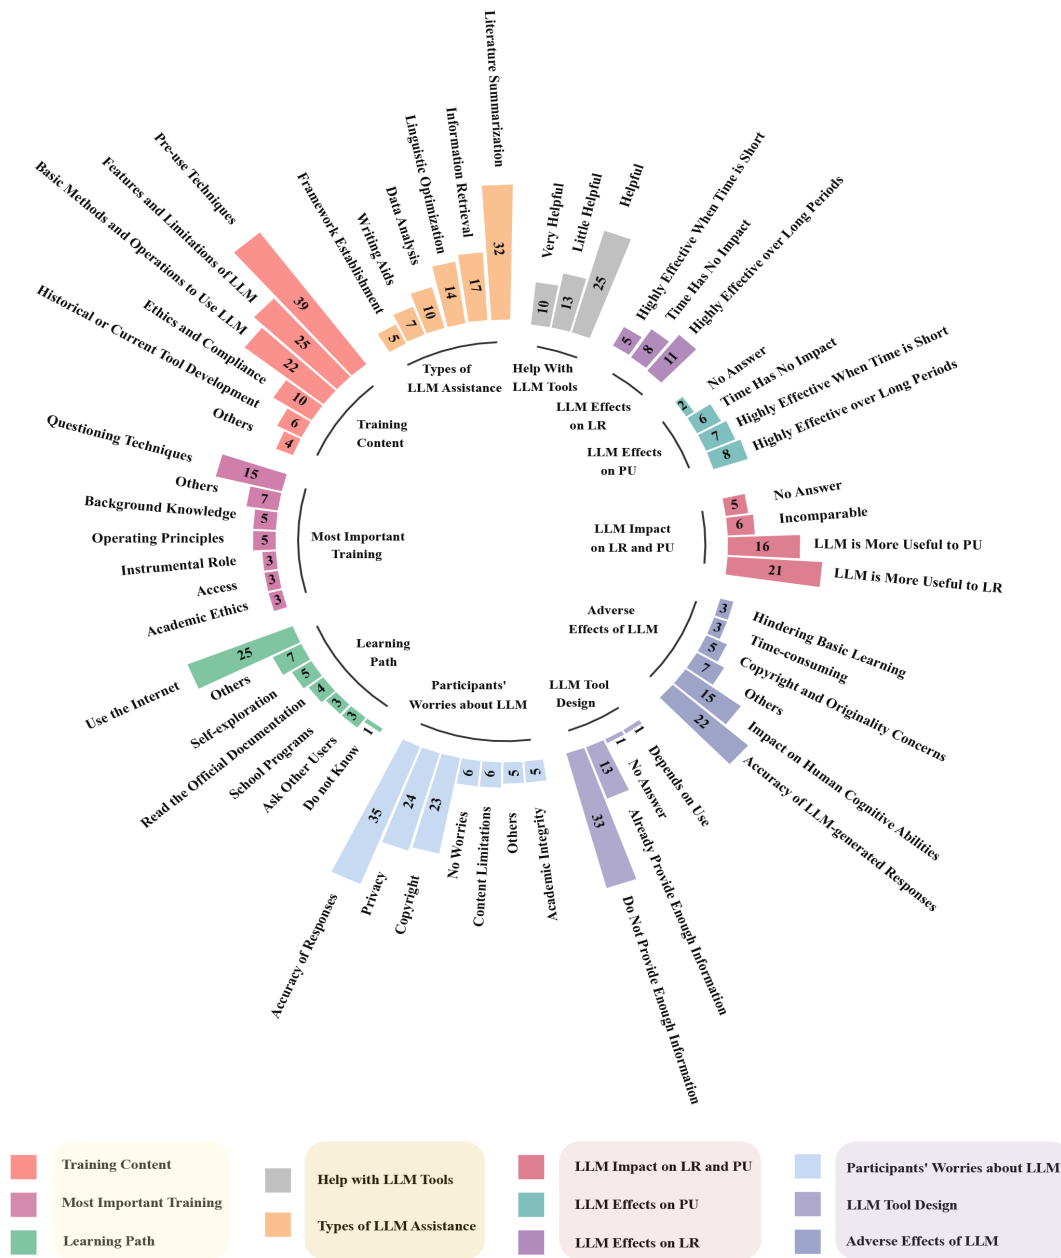 Literature Summarization
32
Information Retrieval
17
Linguistic Optimization
14
Data Analysis
10
Writing Aids
7
Framework Establishment
5
Types of
LLM Assistance
Very Helpful
10
Little Helpful
13
Helpful
25
Help With
LLM Tools
Highly Effective When Time is Short
5
Time Has No Impact
8
Highly Effective over Long Periods
11
LLM Effects
on LR
No Answer
2
Time Has No Impact
6
Highly Effective When Time is Short
7
Highly Effective over Long Periods
8
LLM Effects
on PU
No Answer
5
Incomparable
6
LLM is More Useful to PU
16
LLM is More Useful to LR
21
LLM Impact
on LR and PU
Hindering Basic Learning
3
Time-consuming
3
Copyright and Originality Concerns
5
Others
7
Impact on Human Cognitive Abilities
15
Accuracy of LLM-generated Responses
22
Adverse
Effects of LLM
Depends on Use
1
No Answer
1
Already Provide Enough Information
13
Do Not Provide Enough Information
33
LLM Tool
Design
Academic Integrity
5
Others
5
Content Limitations
6
No Worries
6
Copyright
23
Privacy
24
Accuracy of Responses
35
Participants'
Worries about LLM
Do not Know
1
Ask Other Users
3
School Programs
3
Read the Official Documentation
4
Self-exploration
5
Others
7
Use the Internet
25
Learning
Path
Academic Ethics
3
Access
3
Instrumental Role
3
Operating Principles
5
Background Knowledge
5
Others
7
Questioning Techniques
15
Most Important
Training
Others
4
Historical or Current Tool Development
6
Ethics and Compliance
10
Basic Methods and Operations to Use LLM
22
Features and Limitations of LLM
25
Pre-use Techniques
39
Training
Content
Training Content
Most Important Training
Learning Path
Help with LLM Tools
Types of LLM Assistance
LLM Impact on LR and PU
LLM Effects on PU
LLM Effects on LR
Participants' Worries about LLM
LLM Tool Design
Adverse Effects of LLM